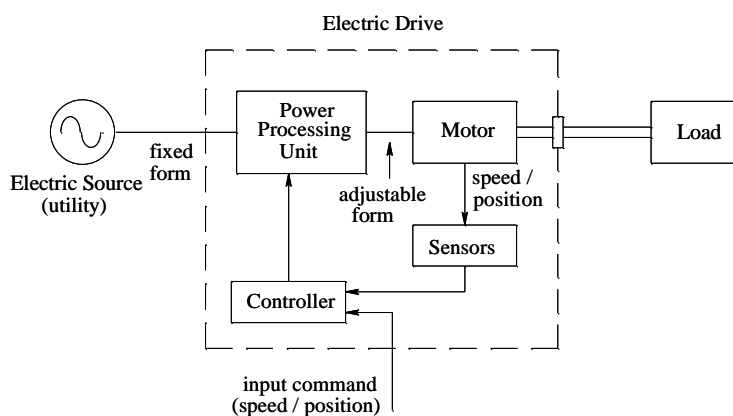 Electric Drive
Power
Processing
Unit
Motor
Load
fixed
form
Electric Source
(utility)
adjustable
form
speed /
position
Sensors
Controller
input command
(speed / position)